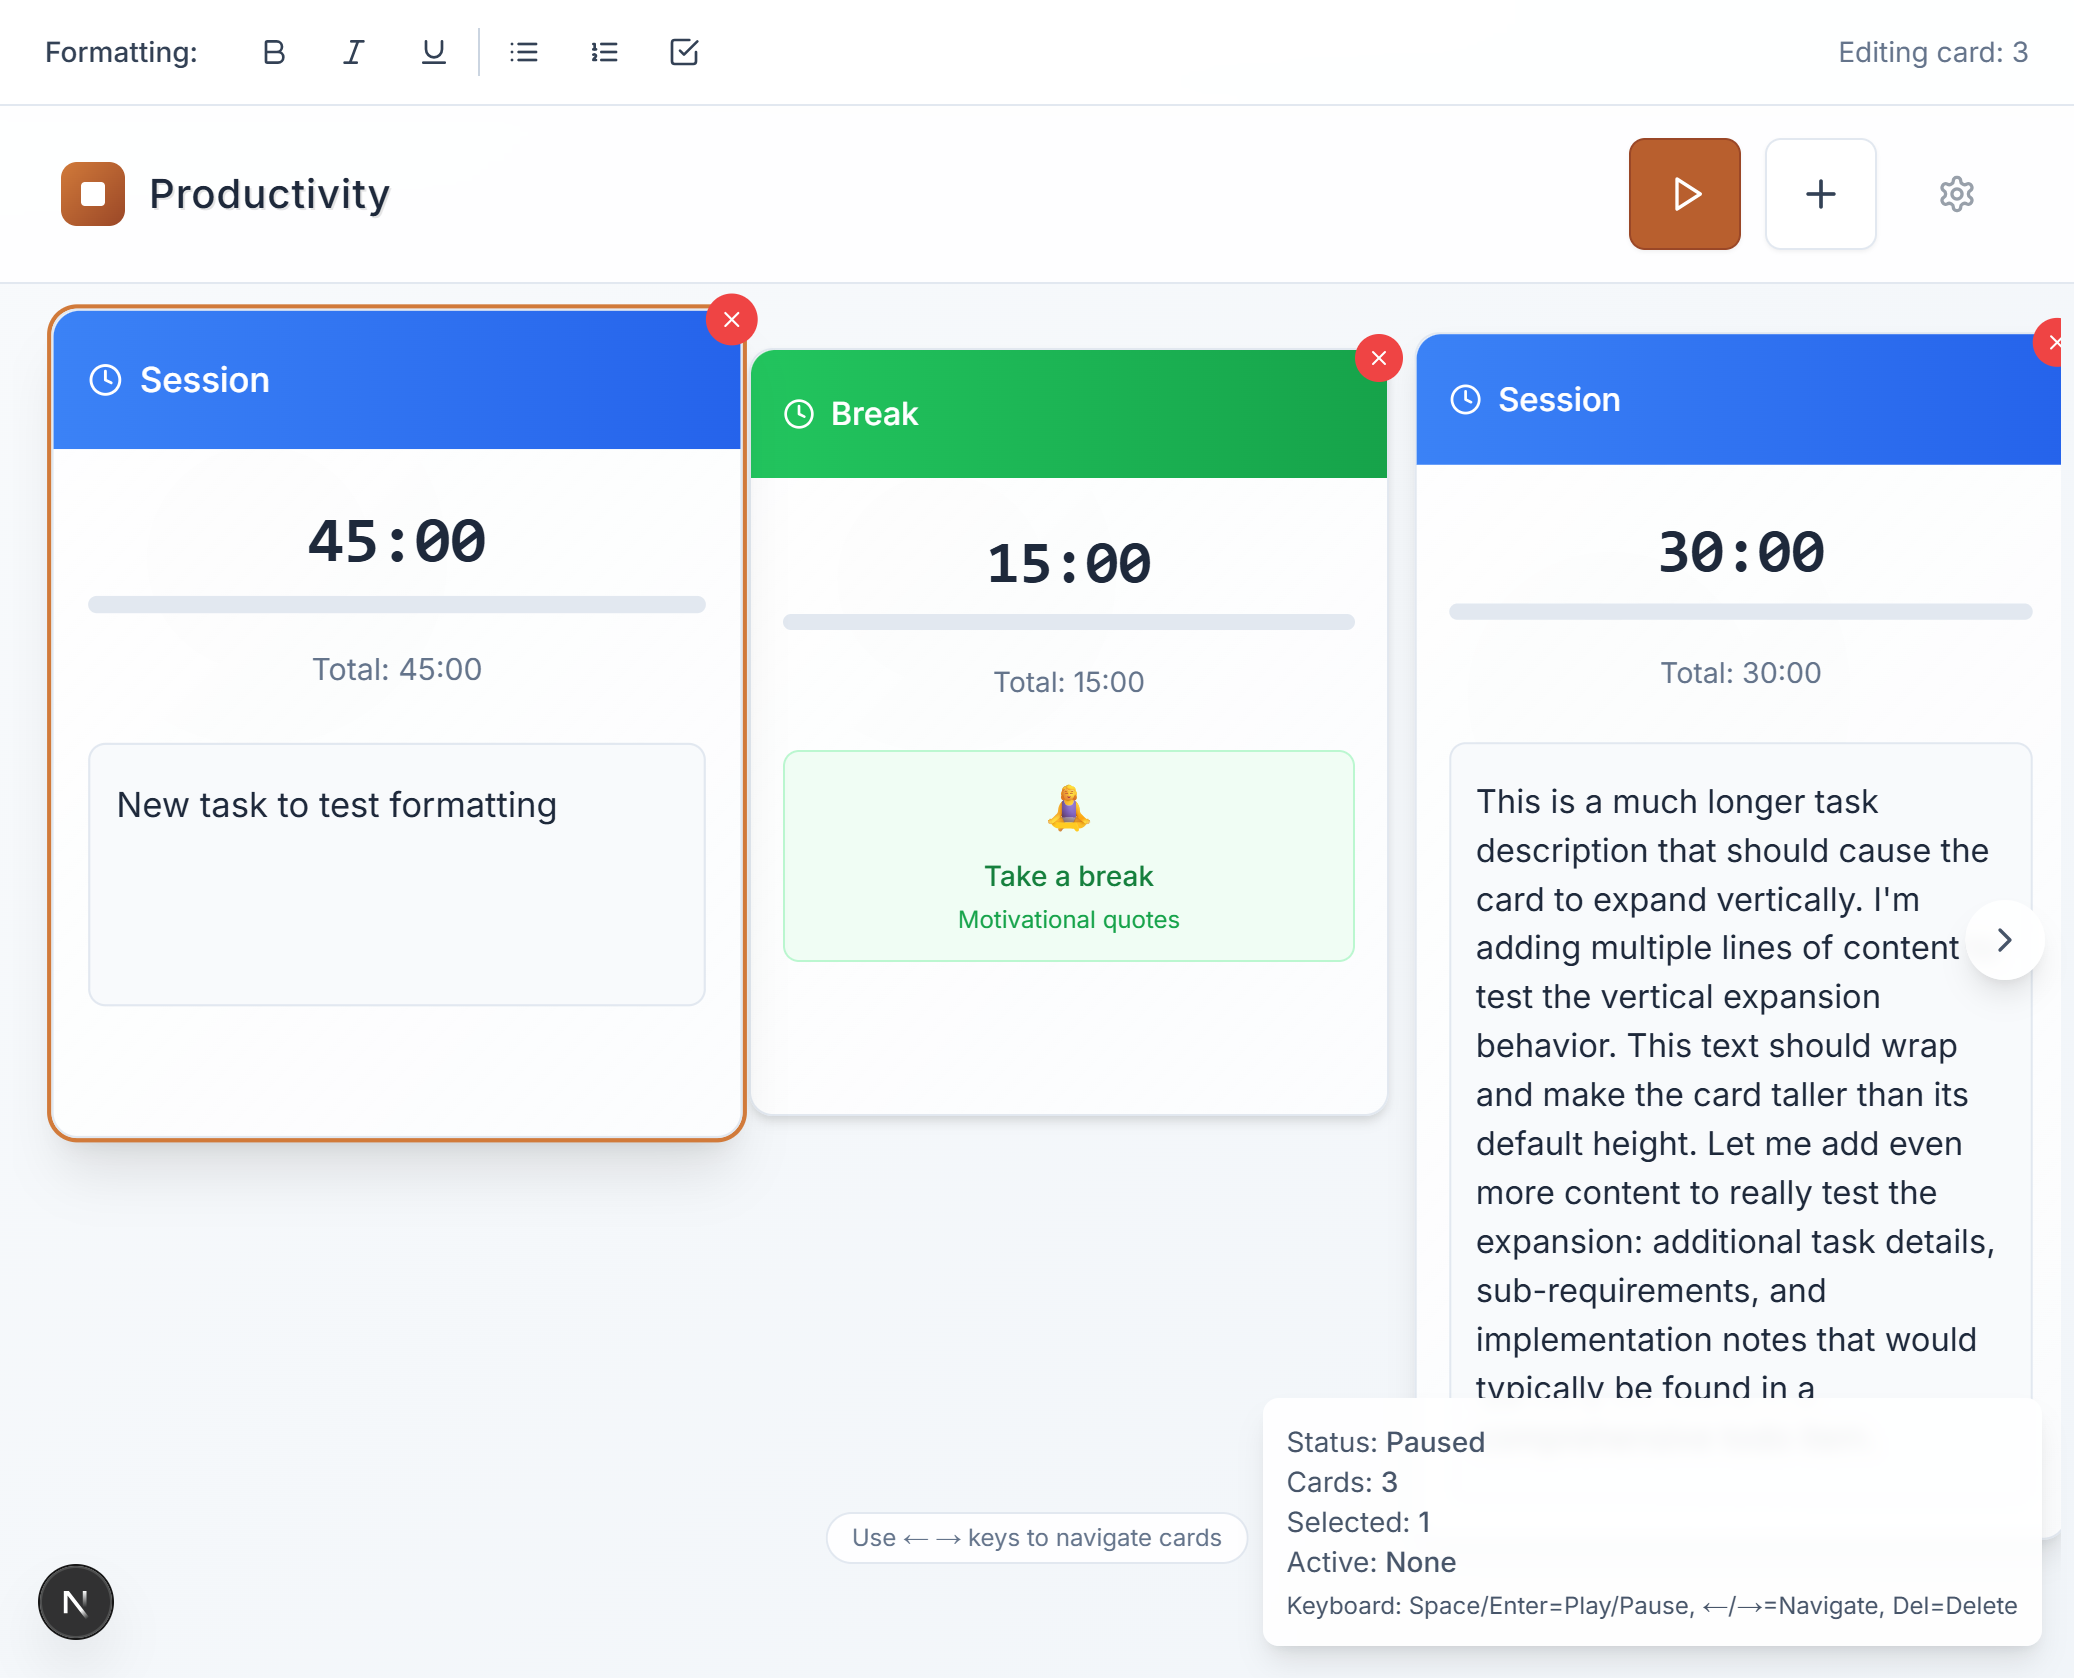 Formatting:
Editing card: 3
Productivity
Session
45:00
Total: 45:00
New task to test formatting
Break
15:00
Total: 15:00
Take a break
Motivational quotes
Session
30:00
Total: 30:00
This is a much longer task
description that should cause the
card to expand vertically. I'm
adding multiple lines of content
test the vertical expansion
behavior. This text should wrap
and make the card taller than its
default height. Let me add even
more content to really test the
expansion: additional task details,
sub-requirements, and
implementation notes that would
typically be found in a
Use ← → keys to navigate cards
Status: Paused
Cards: 3
Selected: 1
Active: None
Keyboard: Space/Enter=Play/Pause, ←/→=Navigate, Del=Delete
N